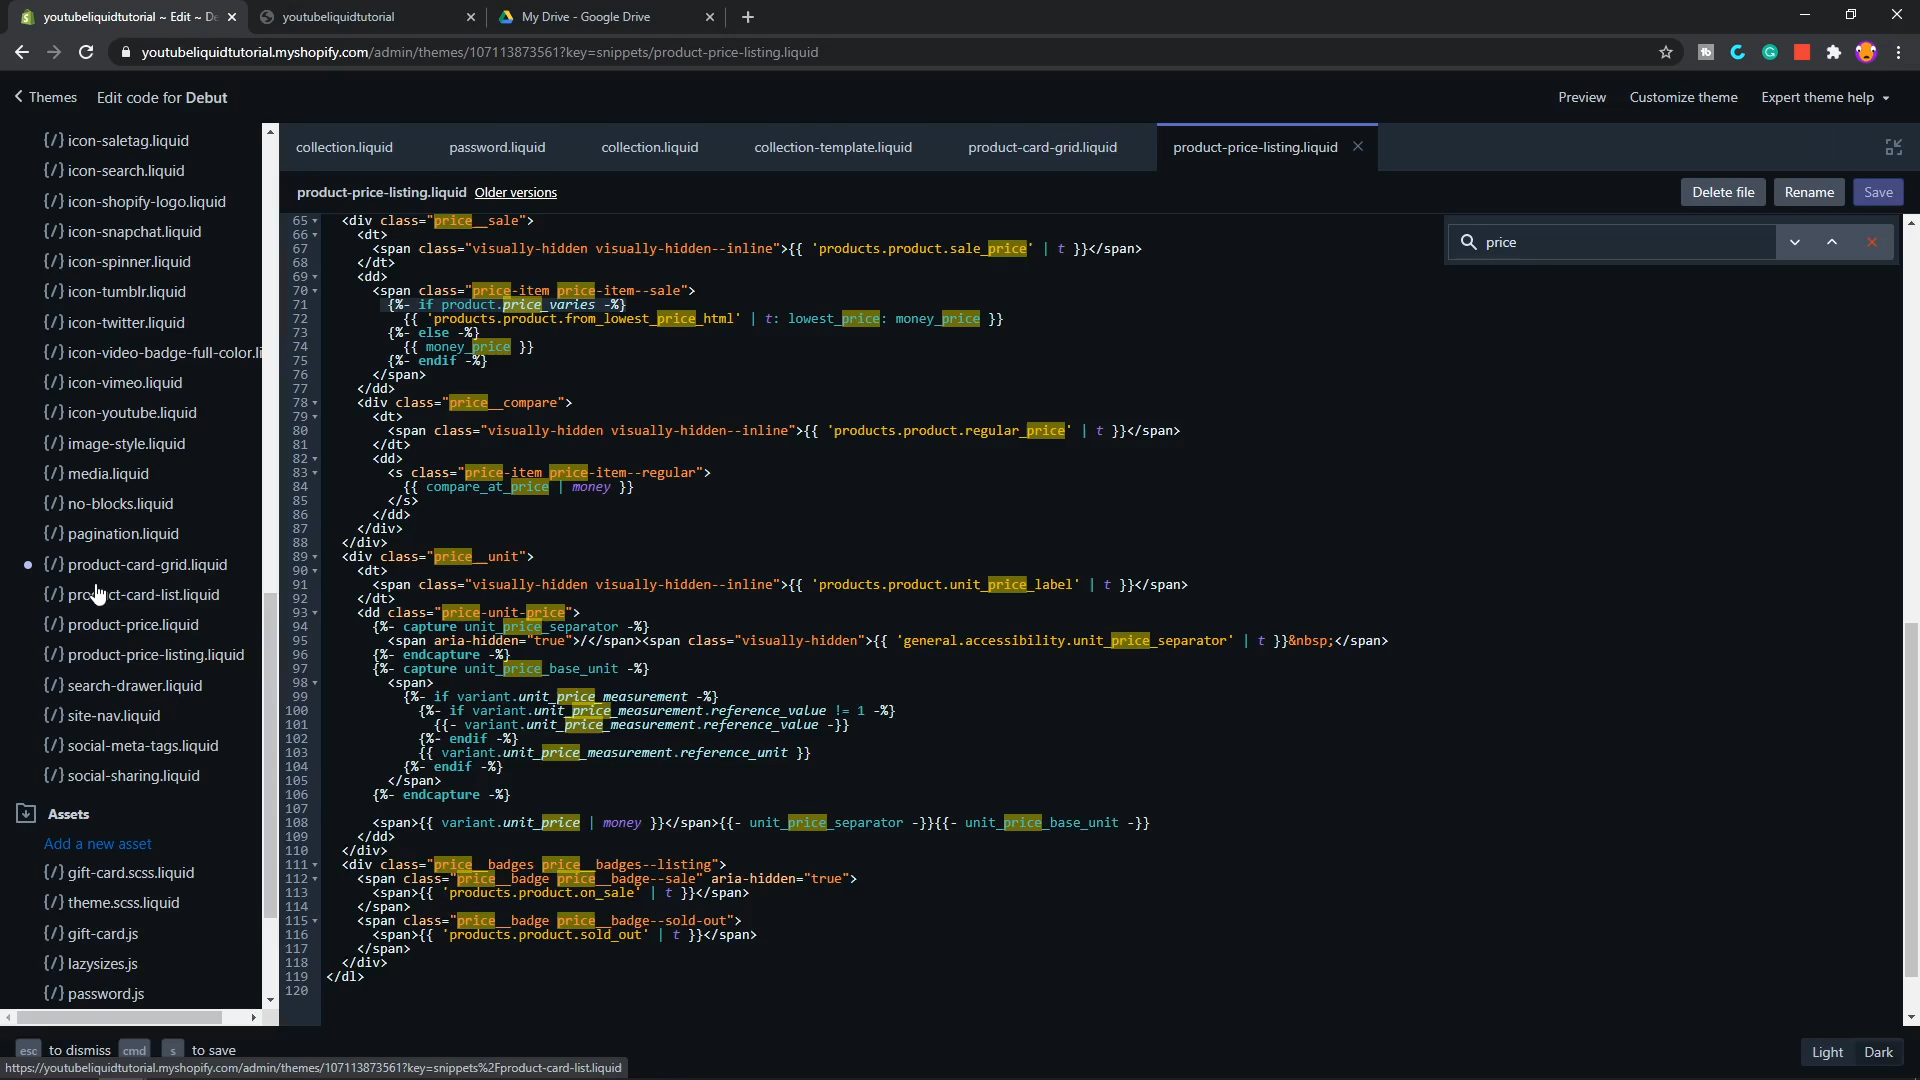 youtubeliquidtutorial ~ Edit ~ De
youtubeliquidtutorial
My Drive - Google Drive
youtubeliquidtutorial.myshopify.com/admin/themes/107113873561?key=snippets/product-price-listing.liquid
Themes
Edit code for Debut
Preview
Customize theme
Expert theme help
{/} icon-saletag.liquid
{/} icon-search.liquid
{/} icon-shopify-logo.liquid
{/} icon-snapchat.liquid
{/} icon-spinner.liquid
{/} icon-tumblr.liquid
{/} icon-twitter.liquid
{/} icon-video-badge-full-color.li
{/} icon-vimeo.liquid
{/} icon-youtube.liquid
{/} image-style.liquid
{/} media.liquid
{/} no-blocks.liquid
{/} pagination.liquid
{/} product-card-grid.liquid
{/} product-card-list.liquid
{/} product-price.liquid
{/} product-price-listing.liquid
{/} search-drawer.liquid
{/} site-nav.liquid
{/} social-meta-tags.liquid
{/} social-sharing.liquid
Assets
Add a new asset
{/} gift-card.scss.liquid
{/} theme.scss.liquid
{/} gift-card.js
{/} lazysizes.js
{/} password.js
collection.liquid
password.liquid
collection.liquid
collection-template.liquid
product-card-grid.liquid
product-price-listing.liquid
product-price-listing.liquid Older versions
Delete file
Rename
Save
price
65 <div class="price__sale">
66 <dt>
67 <span class="visually-hidden visually-hidden--inline">{{ 'products.product.sale_price' | t }}</span>
68 </dt>
69 <dd>
70 <span class="price-item price-item--sale">
71 {%- if product.price_varies -%}
72 {{ 'products.product.from_lowest_price_html' | t: lowest_price: money_price }}
73 {%- else -%}
74 {{ money_price }}
75 {%- endif -%}
76 </span>
77 </dd>
78 <div class="price__compare">
79 <dt>
80 <span class="visually-hidden visually-hidden--inline">{{ 'products.product.regular_price' | t }}</span>
81 </dt>
82 <dd>
83 <s class="price-item price-item--regular">
84 {{ compare_at_price | money }}
85 </s>
86 </dd>
87 </div>
88 </div>
89 <div class="price__unit">
90 <dt>
91 <span class="visually-hidden visually-hidden--inline">{{ 'products.product.unit_price_label' | t }}</span>
92 </dt>
93 <dd class="price-unit-price">
94 {%- capture unit_price_separator -%}
95 <span aria-hidden="true">/</span><span class="visually-hidden">{{ 'general.accessibility.unit_price_separator' | t }}&nbsp;</span>
96 {%- endcapture -%}
97 {%- capture unit_price_base_unit -%}
98 <span>
99 {%- if variant.unit_price_measurement -%}
100 {%- if variant.unit_price_measurement.reference_value != 1 -%}
101 {{- variant.unit_price_measurement.reference_value -}}
102 {%- endif -%}
103 {{ variant.unit_price_measurement.reference_unit }}
104 {%- endif -%}
105 </span>
106 {%- endcapture -%}
107
108 <span>{{ variant.unit_price | money }}</span>{{- unit_price_separator -}}{{- unit_price_base_unit -}}
109 </dd>
110 </div>
111 <div class="price__badges price__badges--listing">
112 <span class="price__badge price__badge--sale" aria-hidden="true">
113 <span>{{ 'products.product.on_sale' | t }}</span>
114 </span>
115 <span class="price__badge price__badge--sold-out">
116 <span>{{ 'products.product.sold_out' | t }}</span>
117 </span>
118 </div>
119 </dl>
120
esc to dismiss cmd s to save
https://youtubeliquidtutorial.myshopify.com/admin/themes/107113873561?key=snippets%2Fproduct-card-list.liquid
Light
Dark